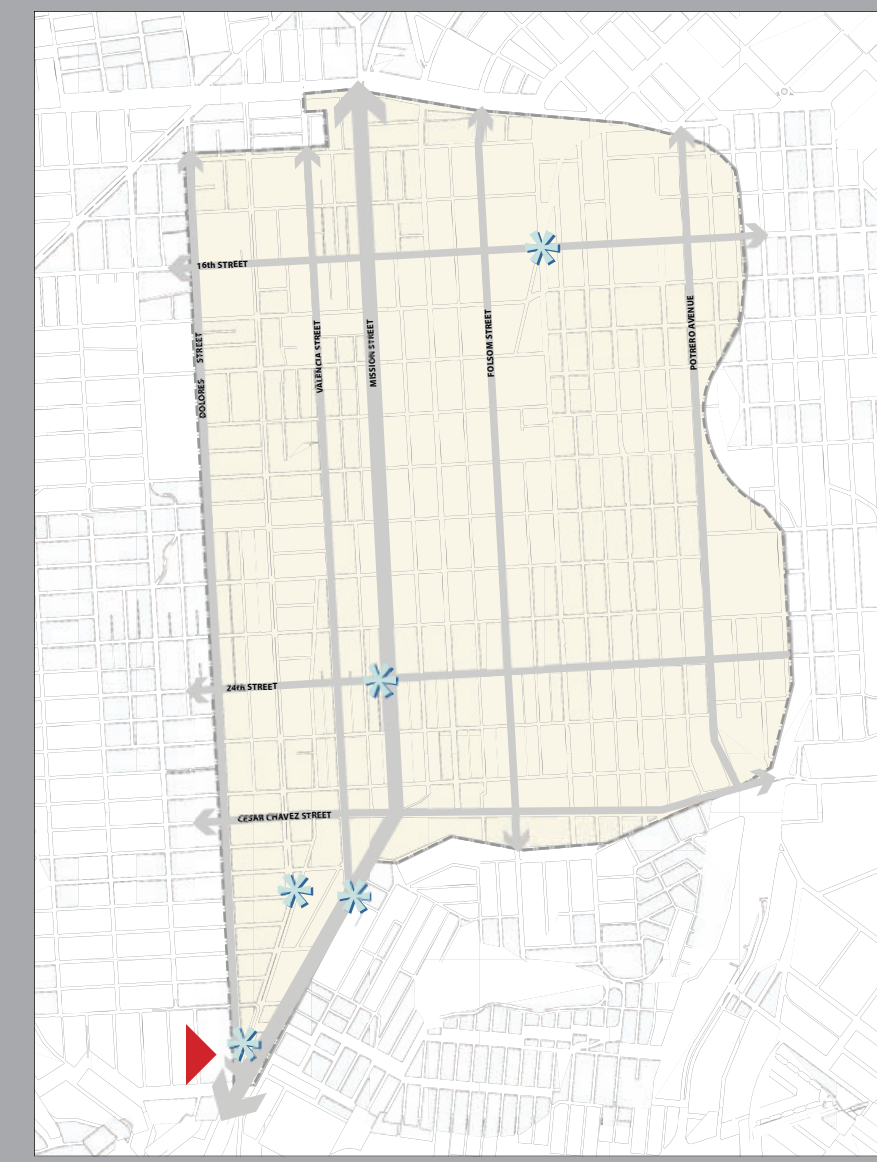 16th STREET
DOLORES STREET
VALENCIA STREET
MISSION STREET
FOLSOM STREET
POTRERO AVENUE
24th STREET
CESAR CHAVEZ STREET